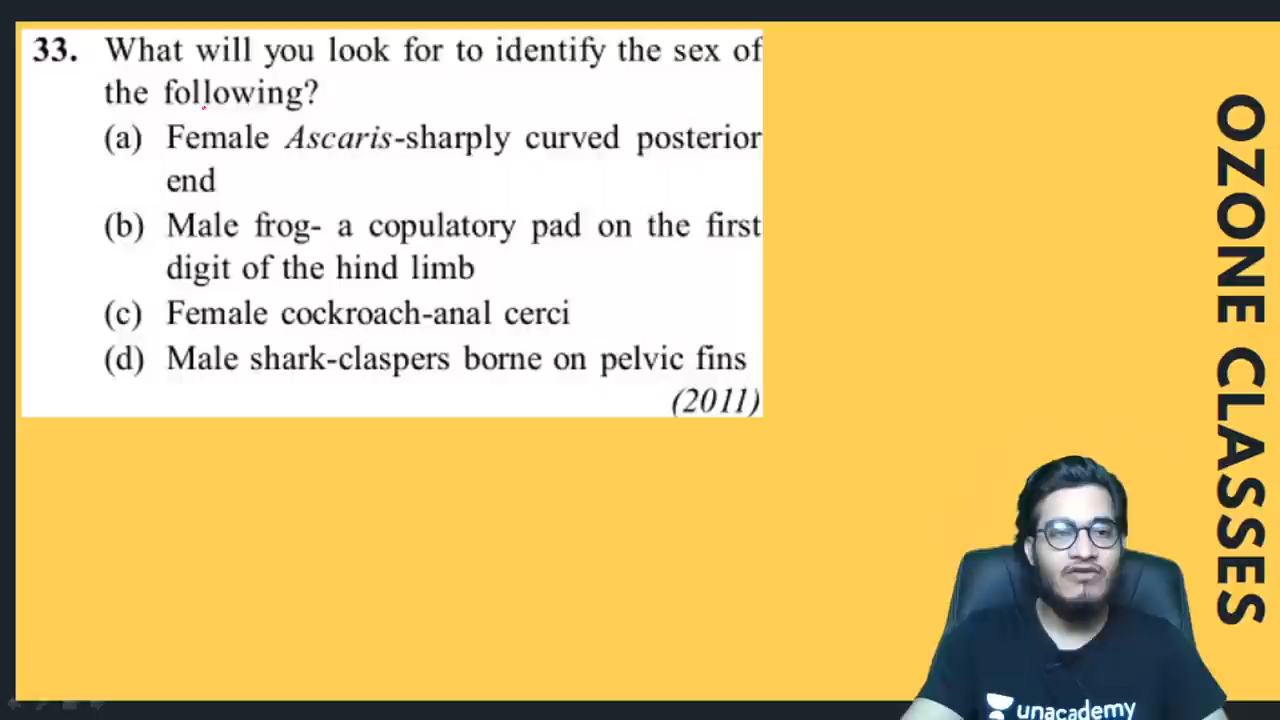 33. What will you look for to identify the sex of
the following?
(a) Female Ascaris-sharply curved posterior
end
(b) Male frog- a copulatory pad on the first
digit of the hind limb
(c) Female cockroach-anal cerci
(d) Male shark-claspers borne on pelvic fins
(2011)
OZONE CLASSES
unacademy